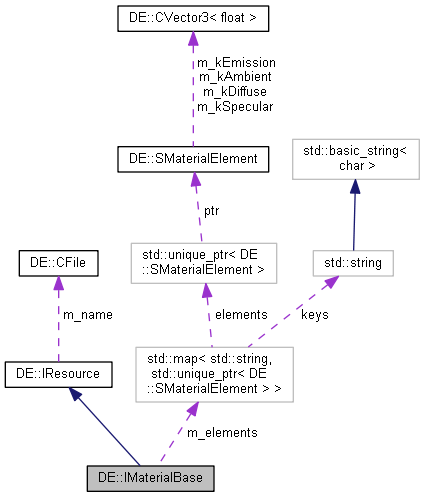 DE::CVector3< float >
m_kEmission
m_kAmbient
m_kDiffuse
m_kSpecular
std::basic_string<
char >
DE::SMaterialElement
ptr
DE::CFile
std::unique_ptr< DE
::SMaterialElement >
std::string
m_name
elements
keys
DE::IResource
std::map< std::string,
std::unique_ptr< DE
::SMaterialElement > >
m_elements
DE::IMaterialBase